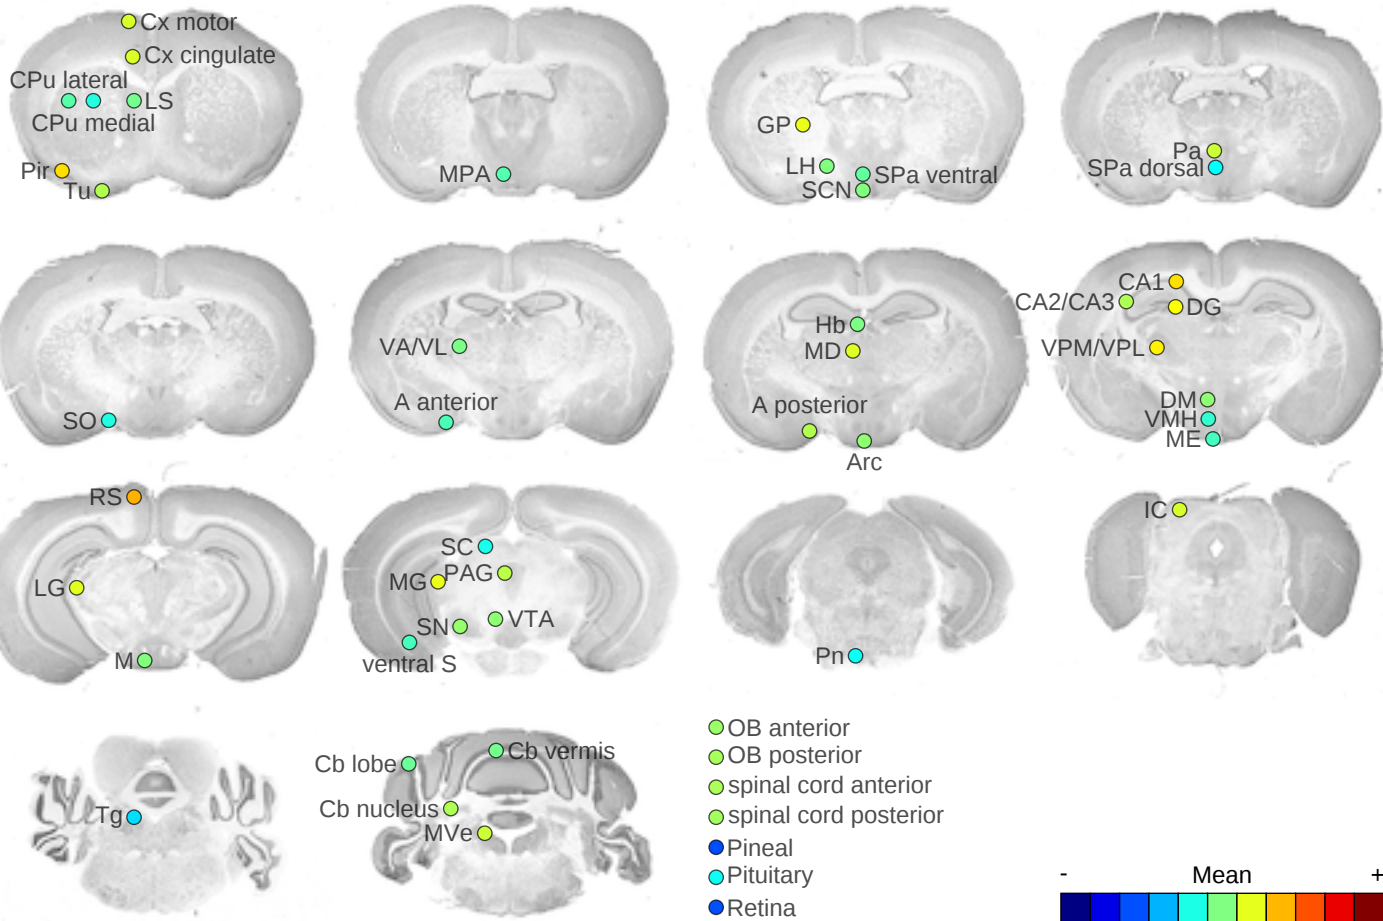 Cx motor
Cx cingulate
CPu lateral
LS
CPu medial
Pir
Tu
MPA
GP
LH
SPa ventral
SCN
Pa
SPa dorsal
SO
VA/VL
A anterior
Hb
MD
A posterior
Arc
CA1
CA2/CA3
DG
VPM/VPL
DM
VMH
ME
RS
LG
M
SC
MG
PAG
SN
VTA
ventral S
Pn
IC
Tg
Cb lobe
Cb vermis
Cb nucleus
MVe
OB anterior
OB posterior
spinal cord anterior
spinal cord posterior
Pineal
Pituitary
Retina
- Mean +